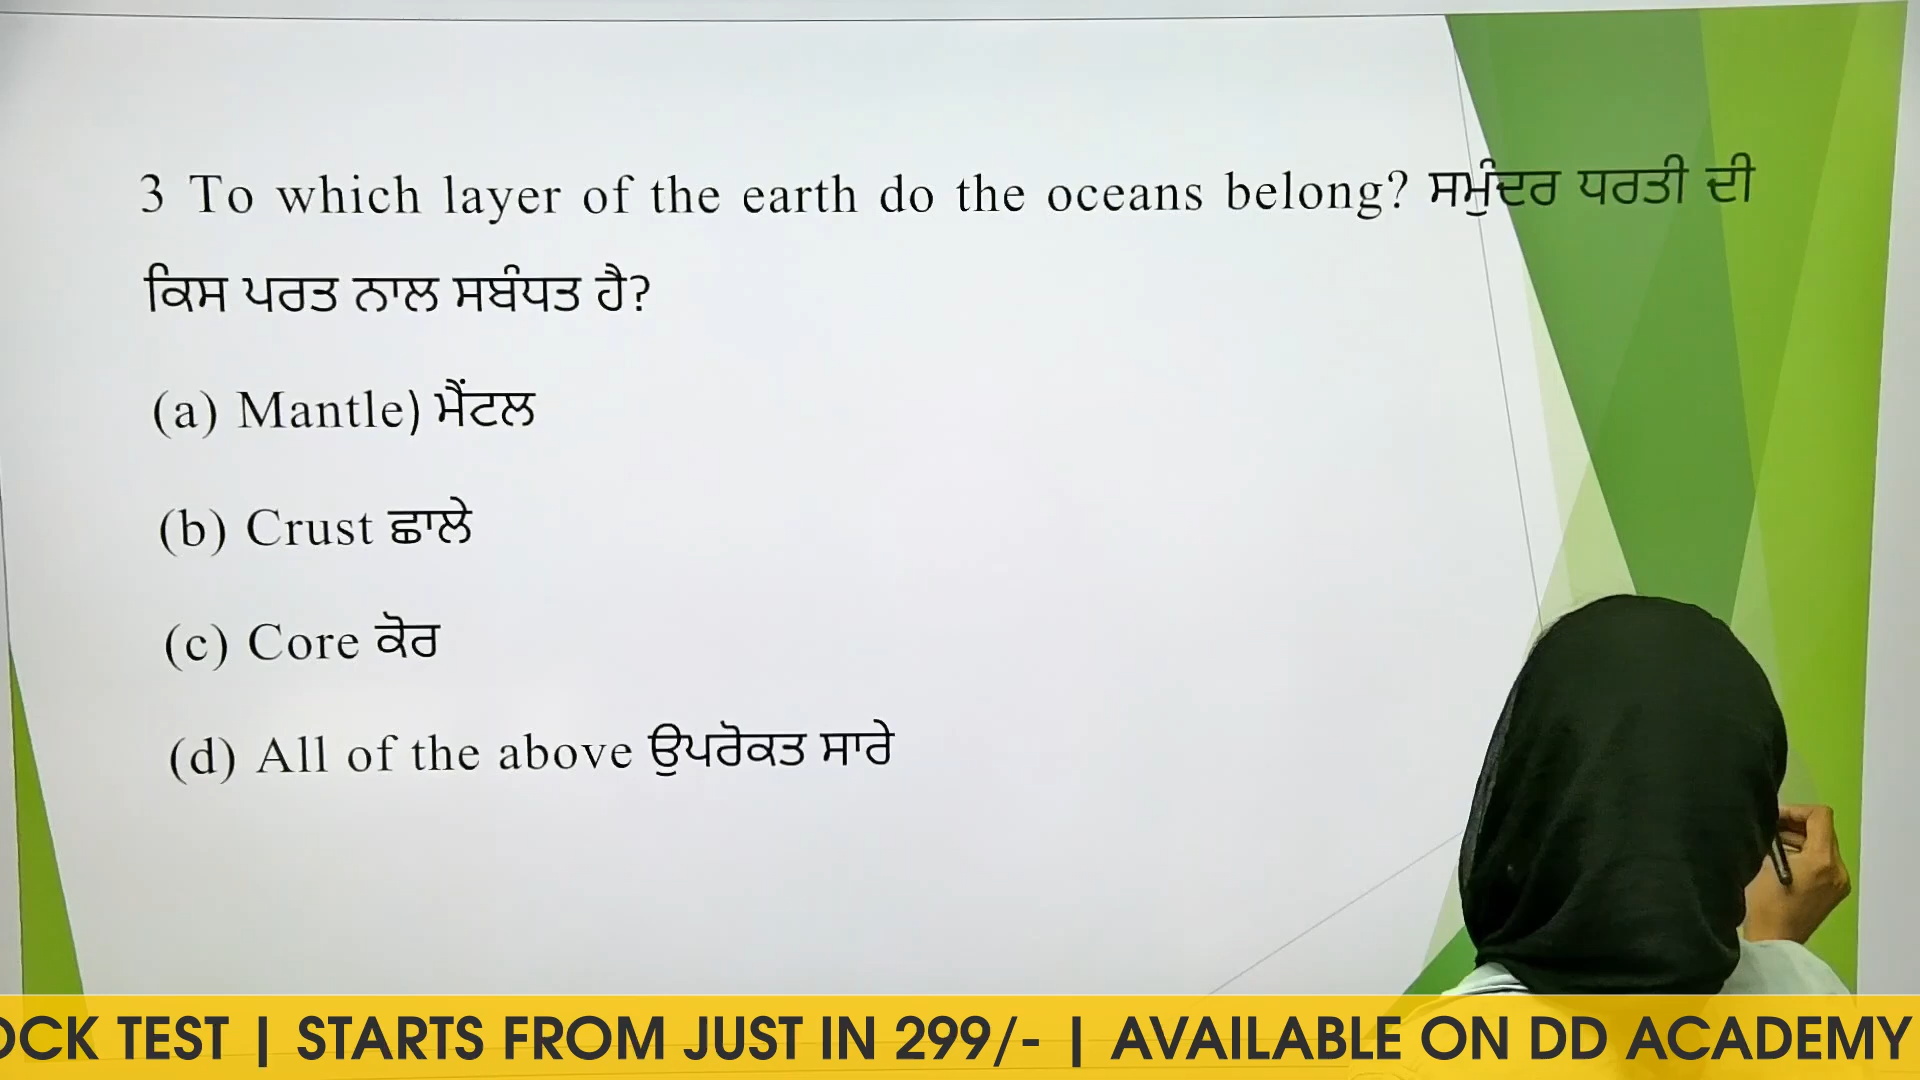 3 To which layer of the earth do the oceans belong? ਸਮੁੰਦਰ ਧਰਤੀ ਦੀ
ਕਿਸ ਪਰਤ ਨਾਲ ਸਬੰਧਤ ਹੈ?
(a) Mantle) ਮੈਂਟਲ
(b) Crust ਛਾਲੇ
(c) Core ਕੋਰ
(d) All of the above ਉਪਰੋਕਤ ਸਾਰੇ
OCK TEST | STARTS FROM JUST IN 299/- | AVAILABLE ON DD ACADEMY